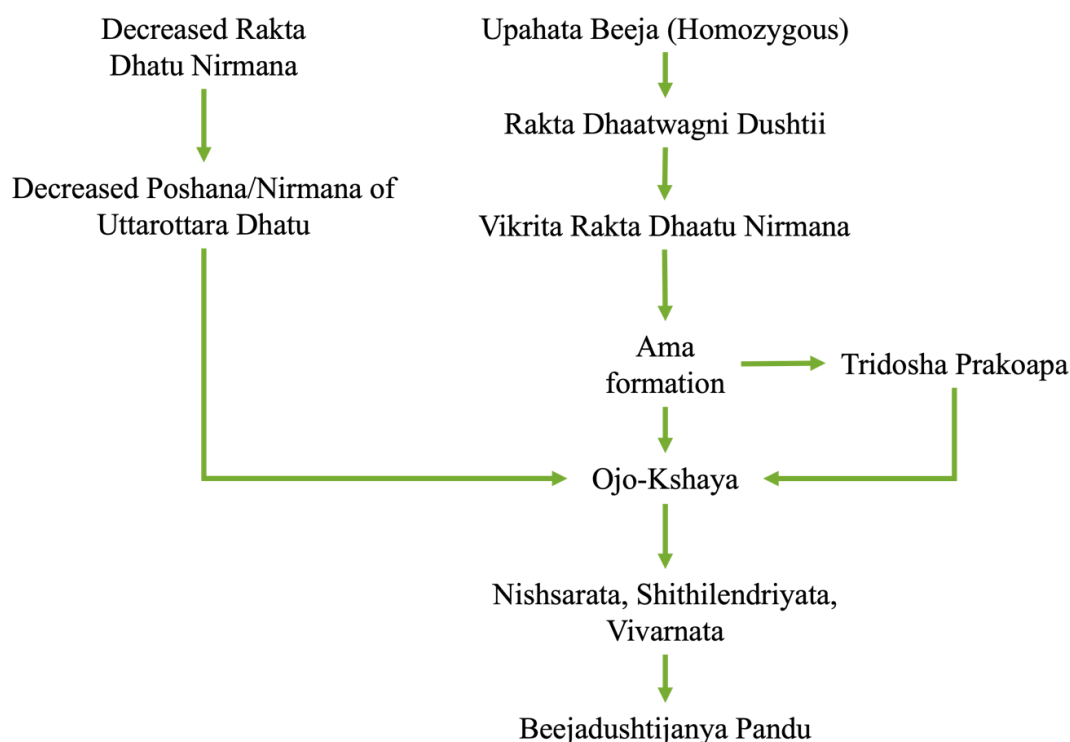 Decreased Rakta
Dhatu Nirmana
Upahata Beeja (Homozygous)
Rakta Dhaatwagni Dushtii
Decreased Poshana/Nirmana of
Uttarottara Dhatu
Vikrita Rakta Dhaatu Nirmana
Ama
formation
Tridosha Prakoapa
Ojo-Kshaya
Nishsarata, Shithilendriyata,
Vivarnata
Beejadushtijanya Pandu